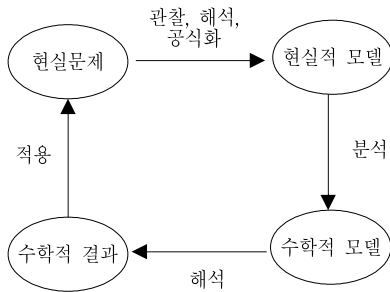 관찰, 해석,
공식화
현실문제
현실적 모델
적용
분석
수학적 결과
수학적 모델
해석